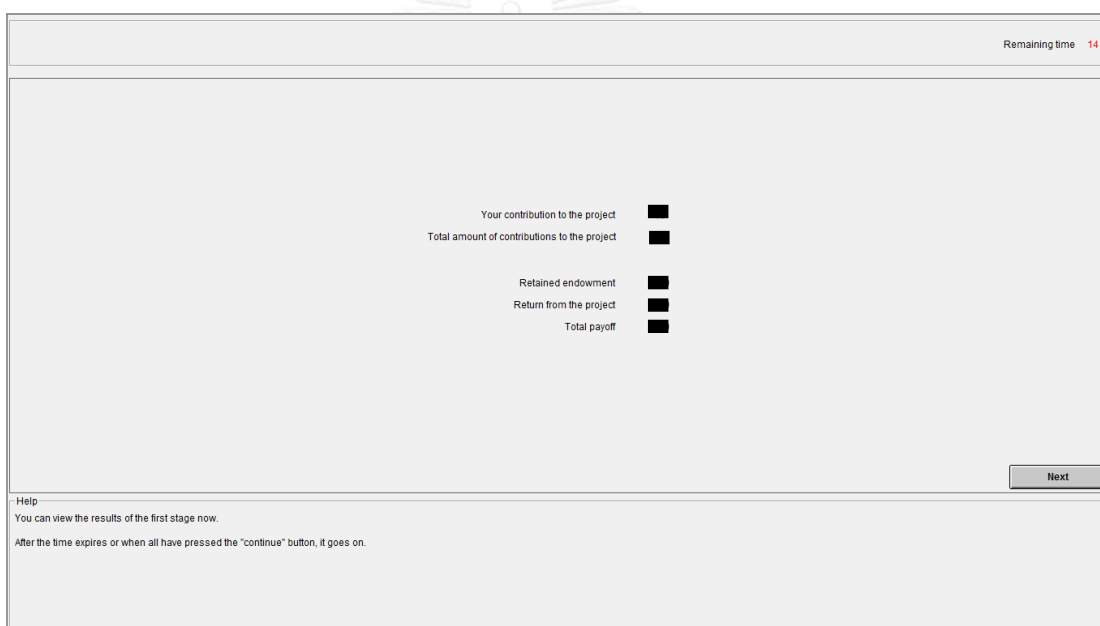 Remaining time 14
Your contribution to the project
Total amount of contributions to the project
Retained endowment
Return from the project
Total payoff
Next
Help
You can view the results of the first stage now.
After the time expires or when all have pressed the "continue" button, it goes on.